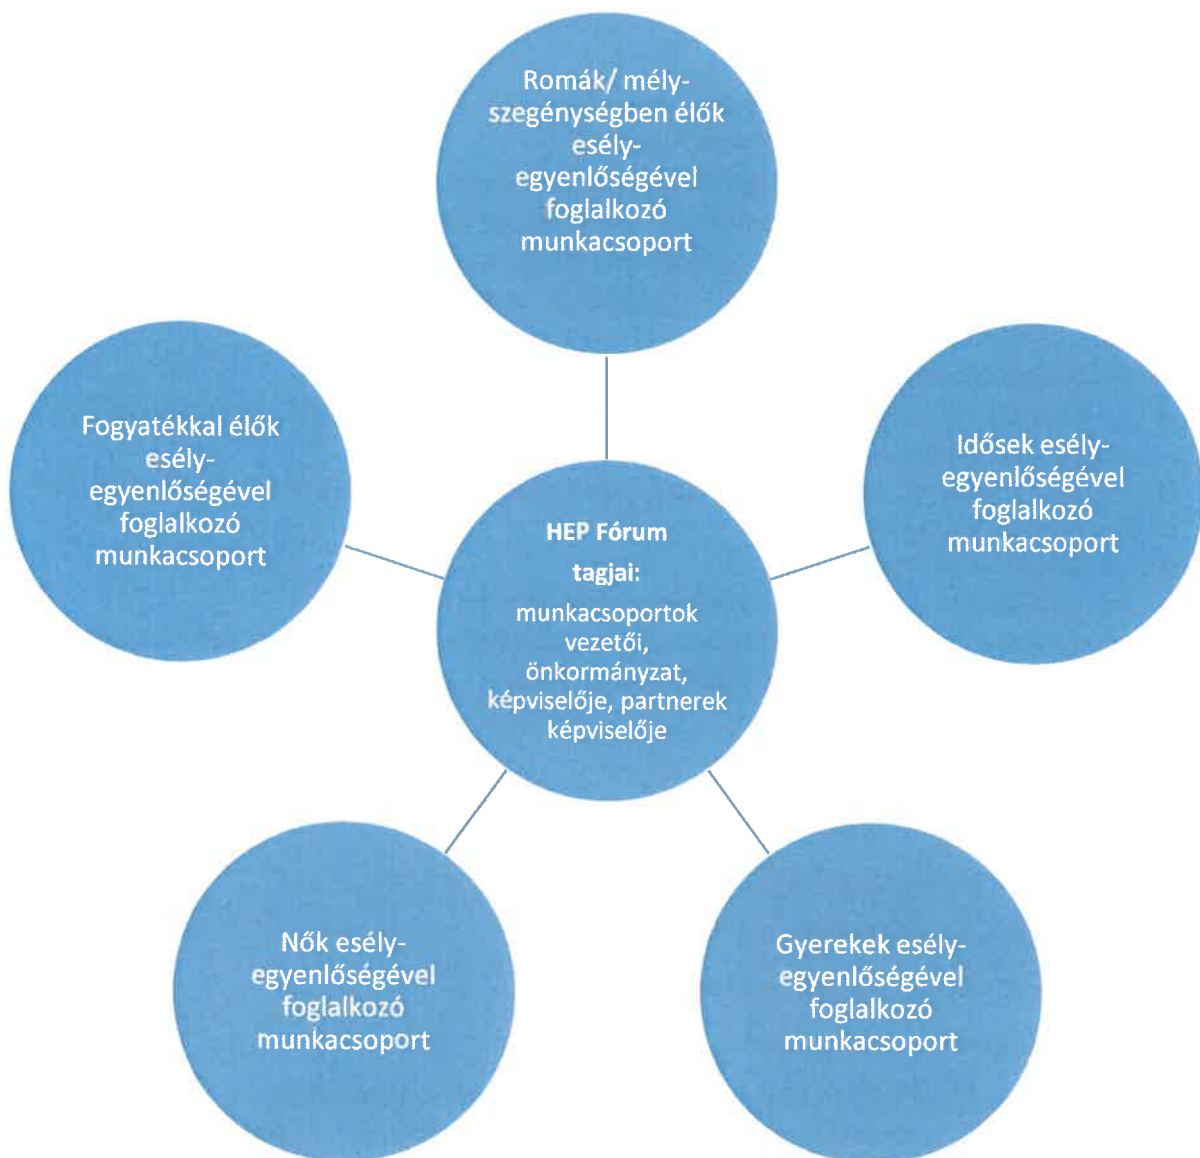 Romák/ mély-
szegénységben élők
esély-
egyenlőségével
foglalkozó
munkacsoport
Fogyatékkal élők
esély-
egyenlőségével
foglalkozó
munkacsoport
Idősek esély-
egyenlőségével
foglalkozó
munkacsoport
HEP Fórum
tagjai:
munkacsoportok
vezetői,
önkormányzat,
képviselője, partnerek
képviselője
Nők esély-
egyenlőségével
foglalkozó
munkacsoport
Gyerekek esély-
egyenlőségével
foglalkozó
munkacsoport